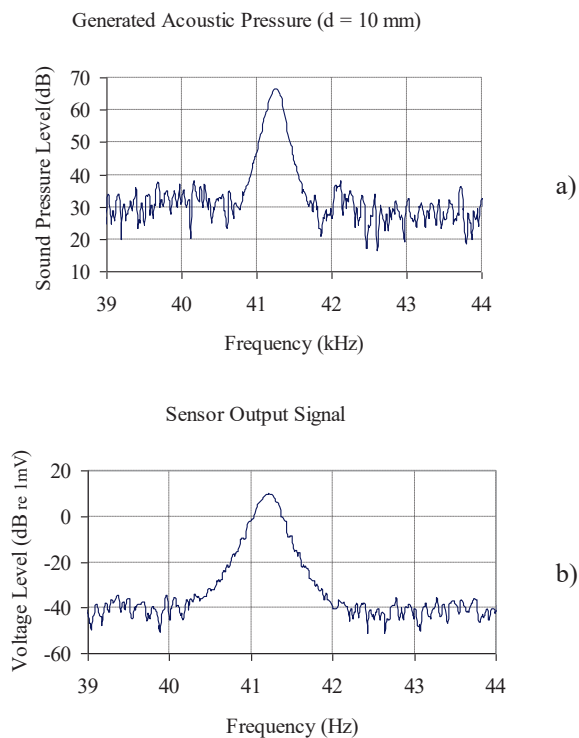 Generated Acoustic Pressure (d = 10 mm)
Sound Pressure Level(dB)
70
60
50
40
30
20
10
39 40 41 42 43 44
Frequency (kHz)
a)
Sensor Output Signal
Voltage Level (dB re 1mV)
20
0
-20
-40
-60
39 40 41 42 43 44
Frequency (Hz)
b)